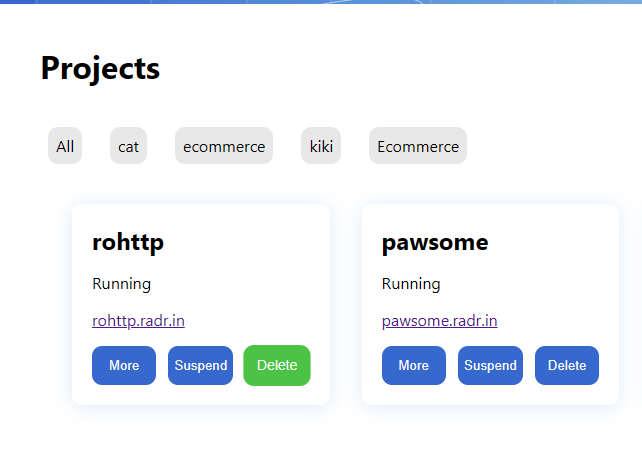 Projects
All cat ecommerce kiki Ecommerce
rohttp
Running
rohttp.radr.in
More Suspend Delete
pawsome
Running
pawsome.radr.in
More Suspend Delete